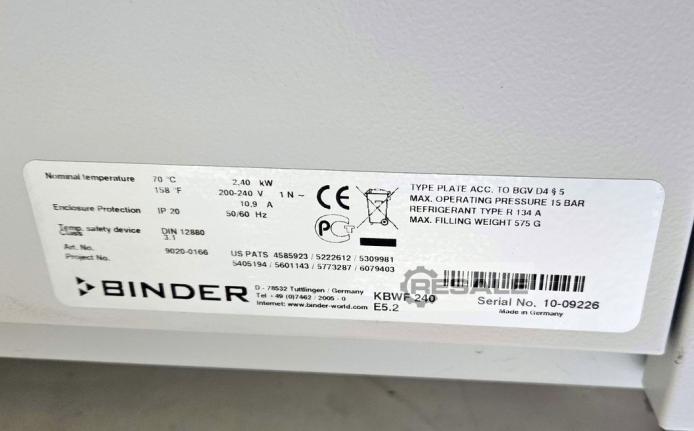 Nominal temperature 70 °C 2,40 kW
158 °F 200-240 V 1 N ~
10,9 A
Enclosure Protection IP 20 50/60 Hz
Temp. safety device DIN 12880
Class 3.1
Art. No. 9020-0166
Project No.
US PATS 4585923 / 5222612 / 5309981
5405194 / 5601143 / 5773287 / 6079403
CE
PCT
TYPE PLATE ACC. TO BGV D4 § 5
MAX. OPERATING PRESSURE 15 BAR
REFRIGERANT TYPE R 134 A
MAX. FILLING WEIGHT 575 G
BINDER
D - 78532 Tuttlingen / Germany
Tel + 49 (0)7462 / 2005 - 0
Internet: www.binder-world.com
KBWF 240
E5.2
RESALE
Serial No. 10-09226
Made in Germany